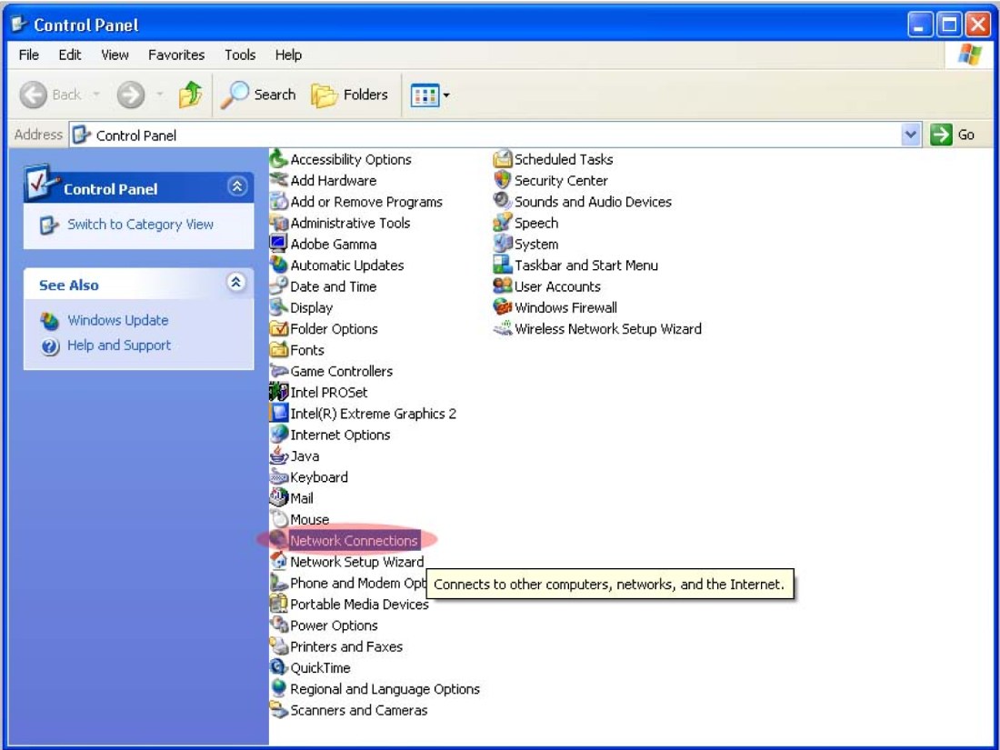 Control Panel
File Edit View Favorites Tools Help
Back Search Folders
Address Control Panel Go
Control Panel
Switch to Category View
See Also
Windows Update
Help and Support
Accessibility Options
Add Hardware
Add or Remove Programs
Administrative Tools
Adobe Gamma
Automatic Updates
Date and Time
Display
Folder Options
Fonts
Game Controllers
Intel PROSet
Intel(R) Extreme Graphics 2
Internet Options
Java
Keyboard
Mail
Mouse
Network Connections
Network Setup Wizard
Phone and Modem Opt
Connects to other computers, networks, and the Internet.
Portable Media Devices
Power Options
Printers and Faxes
QuickTime
Regional and Language Options
Scanners and Cameras
Scheduled Tasks
Security Center
Sounds and Audio Devices
Speech
System
Taskbar and Start Menu
User Accounts
Windows Firewall
Wireless Network Setup Wizard